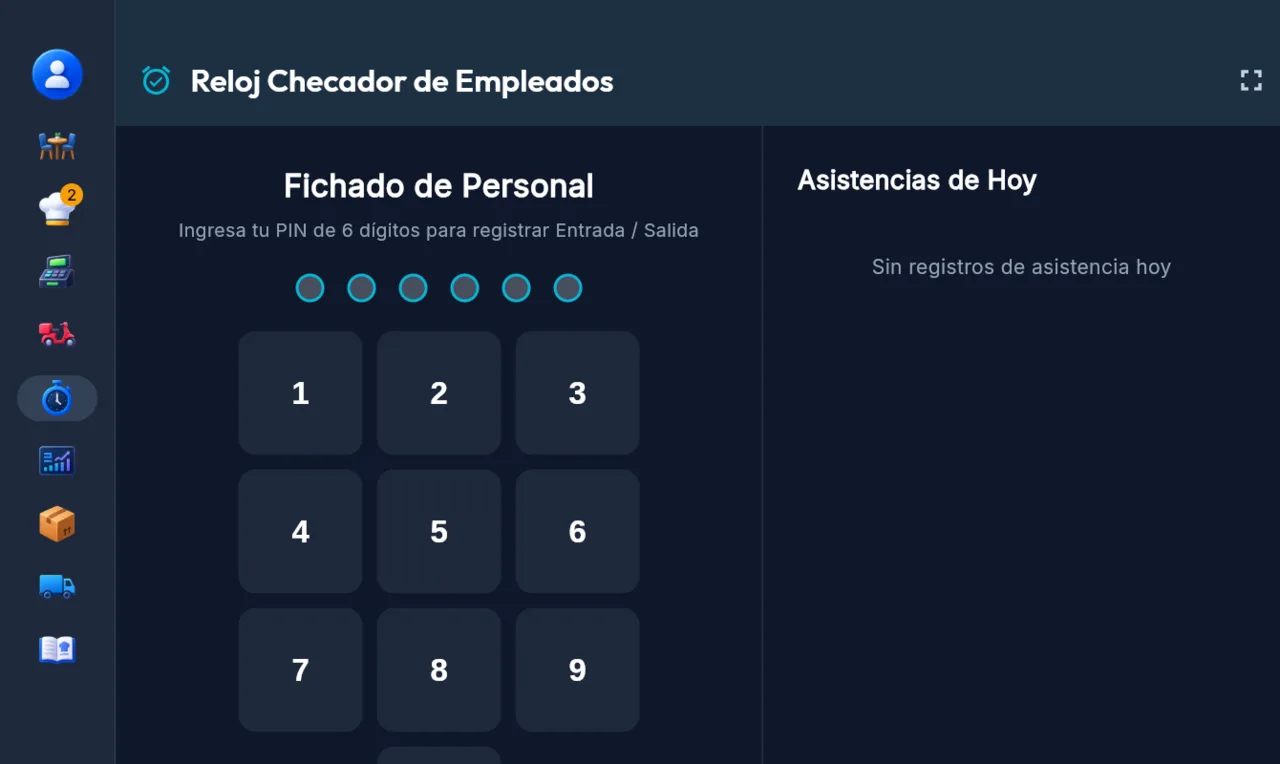 Reloj Checador de Empleados
Fichado de Personal
Ingresa tu PIN de 6 dígitos para registrar Entrada / Salida
1 2 3
4 5 6
7 8 9
Asistencias de Hoy
Sin registros de asistencia hoy
2